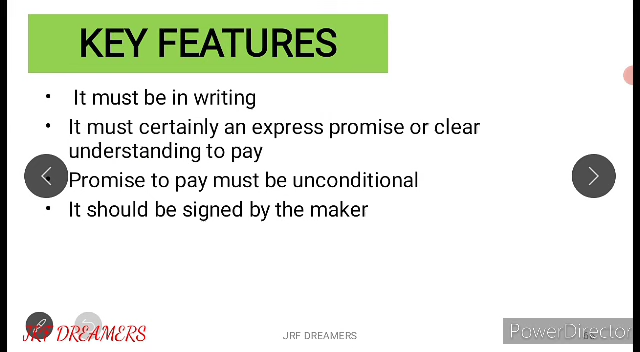 KEY FEATURES
• It must be in writing
• It must certainly an express promise or clear
understanding to pay
• Promise to pay must be unconditional
• It should be signed by the maker
JRF DREAMERS
JRF DREAMERS
PowerDirector